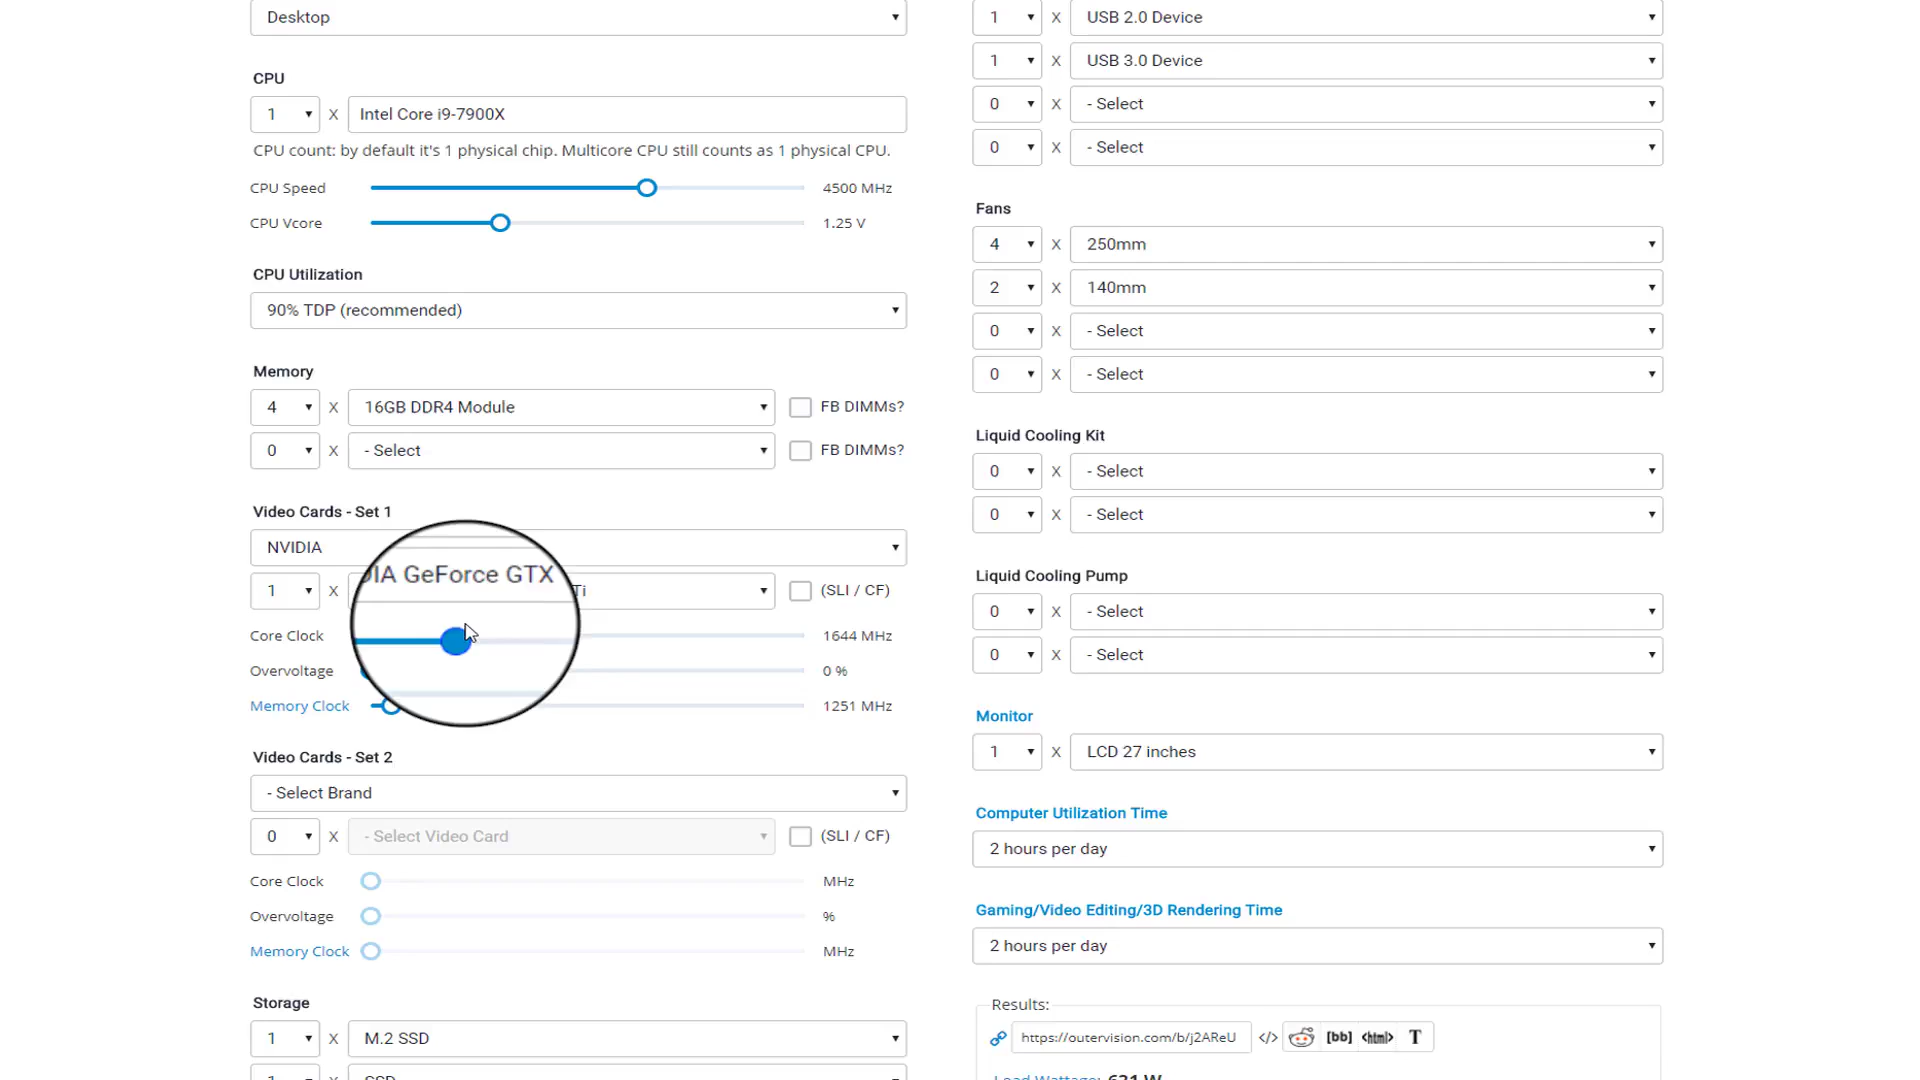 Desktop
CPU
1 X Intel Core i9-7900X
CPU count: by default it's 1 physical chip. Multicore CPU still counts as 1 physical CPU.
CPU Speed 4500 MHz
CPU Vcore 1.25 V
CPU Utilization
90% TDP (recommended)
Memory
4 X 16GB DDR4 Module FB DIMMs?
0 X - Select FB DIMMs?
Video Cards - Set 1
NVIDIA
1 X DIA GeForce GTX Ti (SLI / CF)
Core Clock 1644 MHz
Overvoltage 0 %
Memory Clock 1251 MHz
Video Cards - Set 2
- Select Brand
0 X - Select Video Card (SLI / CF)
Core Clock MHz
Overvoltage %
Memory Clock MHz
Storage
1 X M.2 SSD
1 X SSD
1 X USB 2.0 Device
1 X USB 3.0 Device
0 X - Select
0 X - Select
Fans
4 X 250mm
2 X 140mm
0 X - Select
0 X - Select
Liquid Cooling Kit
0 X - Select
0 X - Select
Liquid Cooling Pump
0 X - Select
0 X - Select
Monitor
1 X LCD 27 inches
Computer Utilization Time
2 hours per day
Gaming/Video Editing/3D Rendering Time
2 hours per day
Results:
https://outervision.com/b/j2AReU </> [bb] <html> T
Load Wattage: 631 W